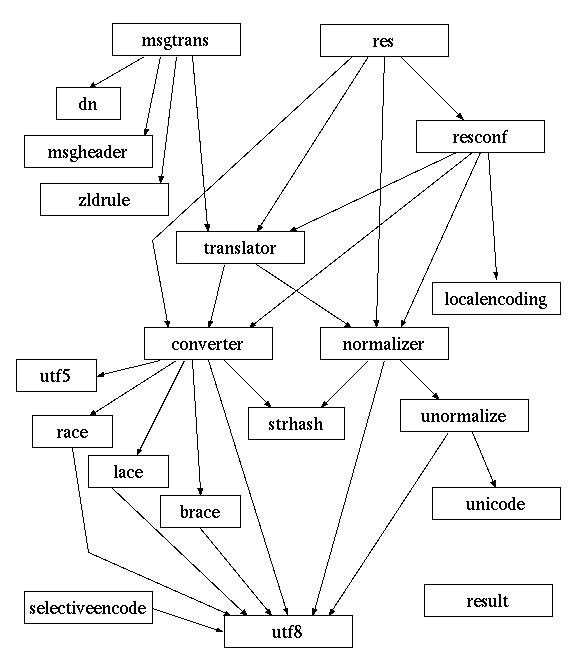 msgtrans
res
dn
resconf
msgheader
zldrule
translator
localencoding
converter
normalizer
utf5
unormalize
strhash
race
lace
unicode
brace
selectiveencode
result
utf8